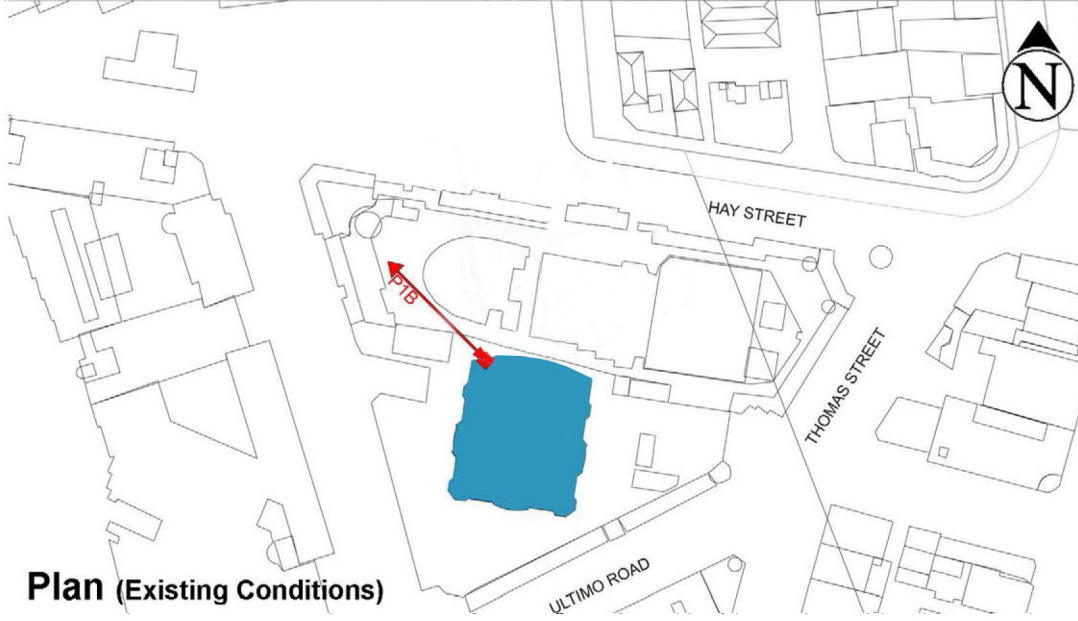 N
HAY STREET
P1B
THOMAS STREET
ULTIMO ROAD
Plan (Existing Conditions)